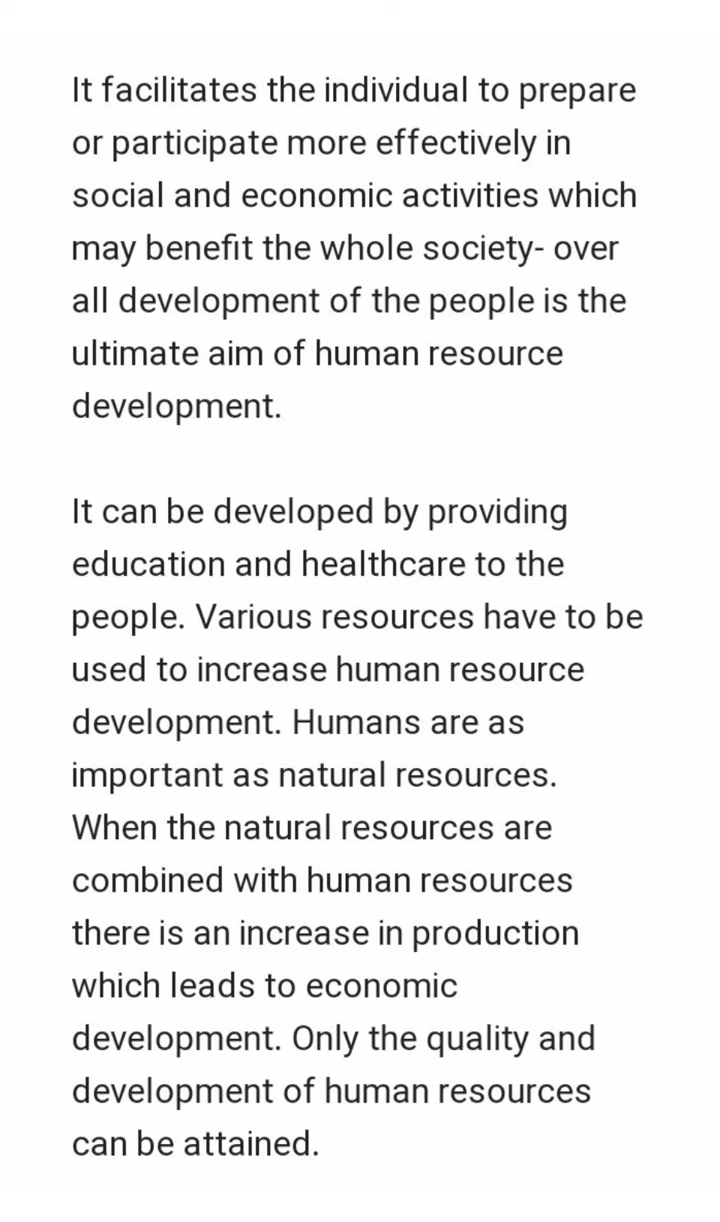 It facilitates the individual to prepare
or participate more effectively in
social and economic activities which
may benefit the whole society- over
all development of the people is the
ultimate aim of human resource
development.
It can be developed by providing
education and healthcare to the
people. Various resources have to be
used to increase human resource
development. Humans are as
important as natural resources.
When the natural resources are
combined with human resources
there is an increase in production
which leads to economic
development. Only the quality and
development of human resources
can be attained.